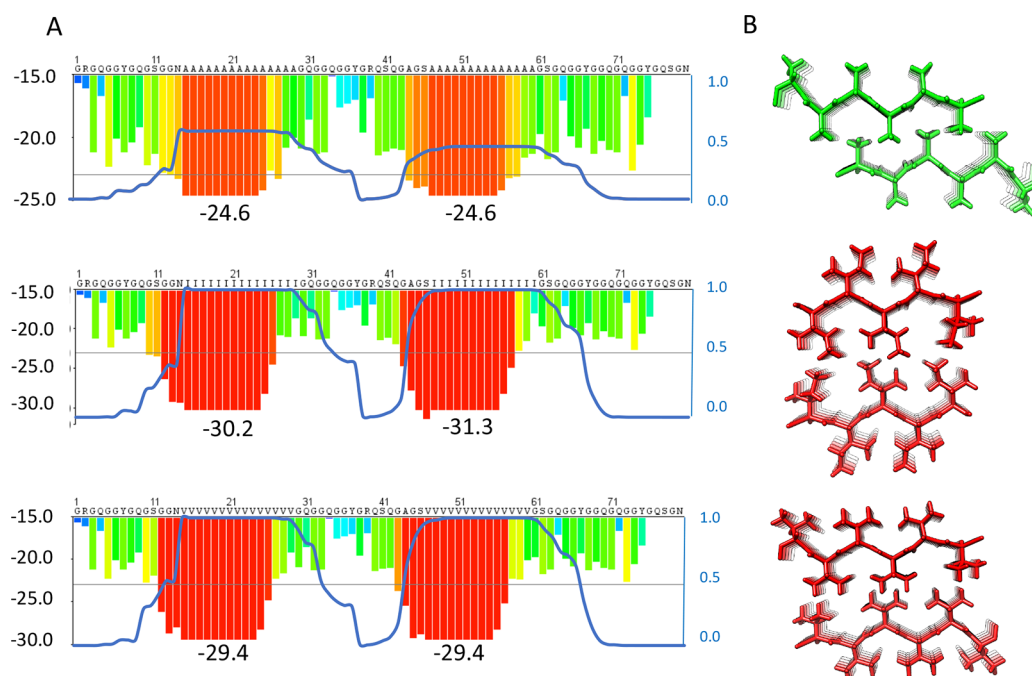 A
B
1 11 21 31 41 51 61 71
GRGQGGYGQGSGGNAAAAAAAAAAAAAAAGQGGQGGYGRQSQGAGSAAAAAAAAAAAAAAGSGQGGYGGQGQGGYGQSGN
-15.0
-20.0
-25.0
1.0
0.5
0.0
-24.6 -24.6
1 11 21 31 41 51 61 71
GRGQGGYGQGSGGNIIIIIIIIIIIIIIIGQGGQGGYGRQSQGAGSIIIIIIIIIIIIIIGSGQGGYGGQGQGGYGQSGN
-15.0
-20.0
-25.0
-30.0
1.0
0.5
0.0
-30.2 -31.3
1 11 21 31 41 51 61 71
GRGQGGYGQGSGGNVVVVVVVVVVVVVVVGQGGQGGYGRQSQGAGSVVVVVVVVVVVVVVGSGQGGYGGQGQGGYGQSGN
-15.0
-20.0
-25.0
-30.0
1.0
0.5
0.0
-29.4 -29.4